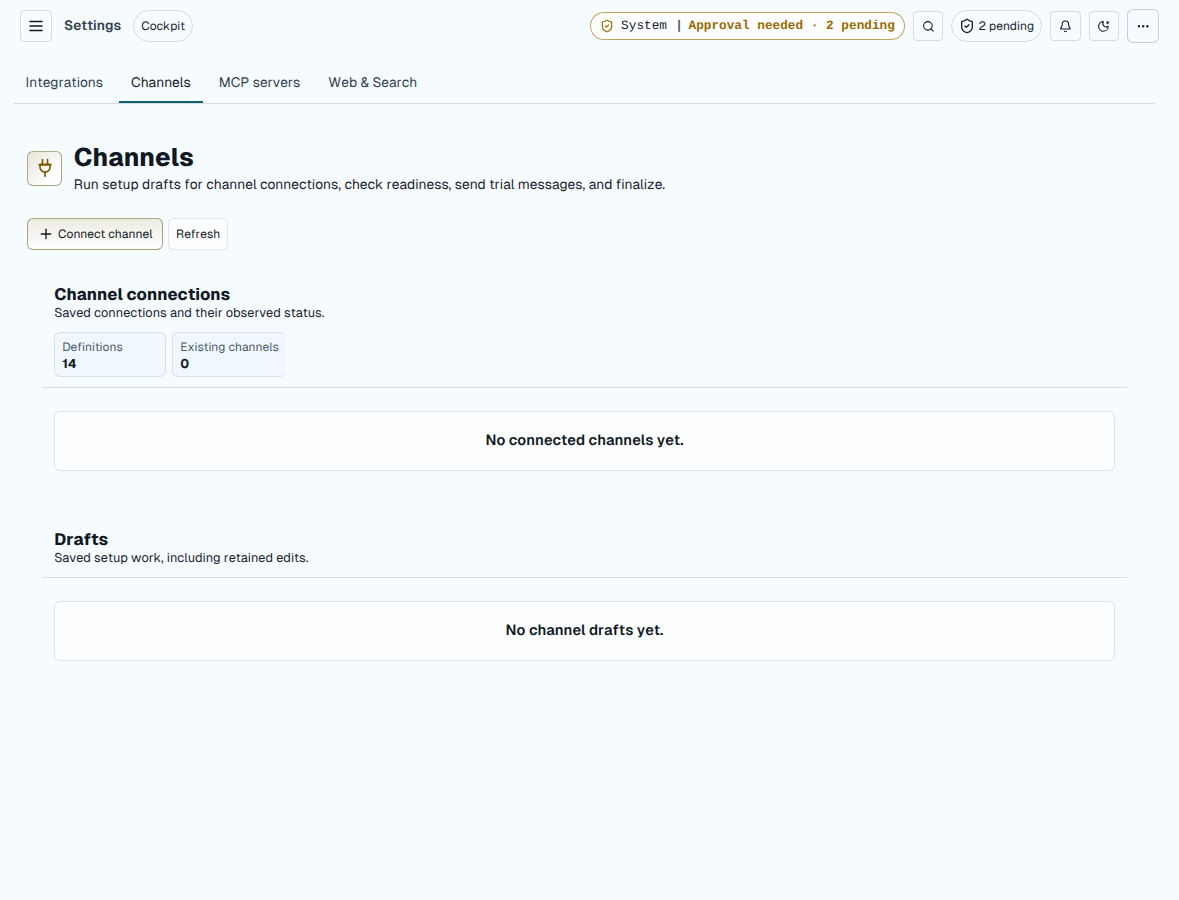 Settings
Cockpit
System | Approval needed · 2 pending
2 pending
Integrations
Channels
MCP servers
Web & Search
Channels
Run setup drafts for channel connections, check readiness, send trial messages, and finalize.
Connect channel
Refresh
Channel connections
Saved connections and their observed status.
Definitions
14
Existing channels
0
No connected channels yet.
Drafts
Saved setup work, including retained edits.
No channel drafts yet.